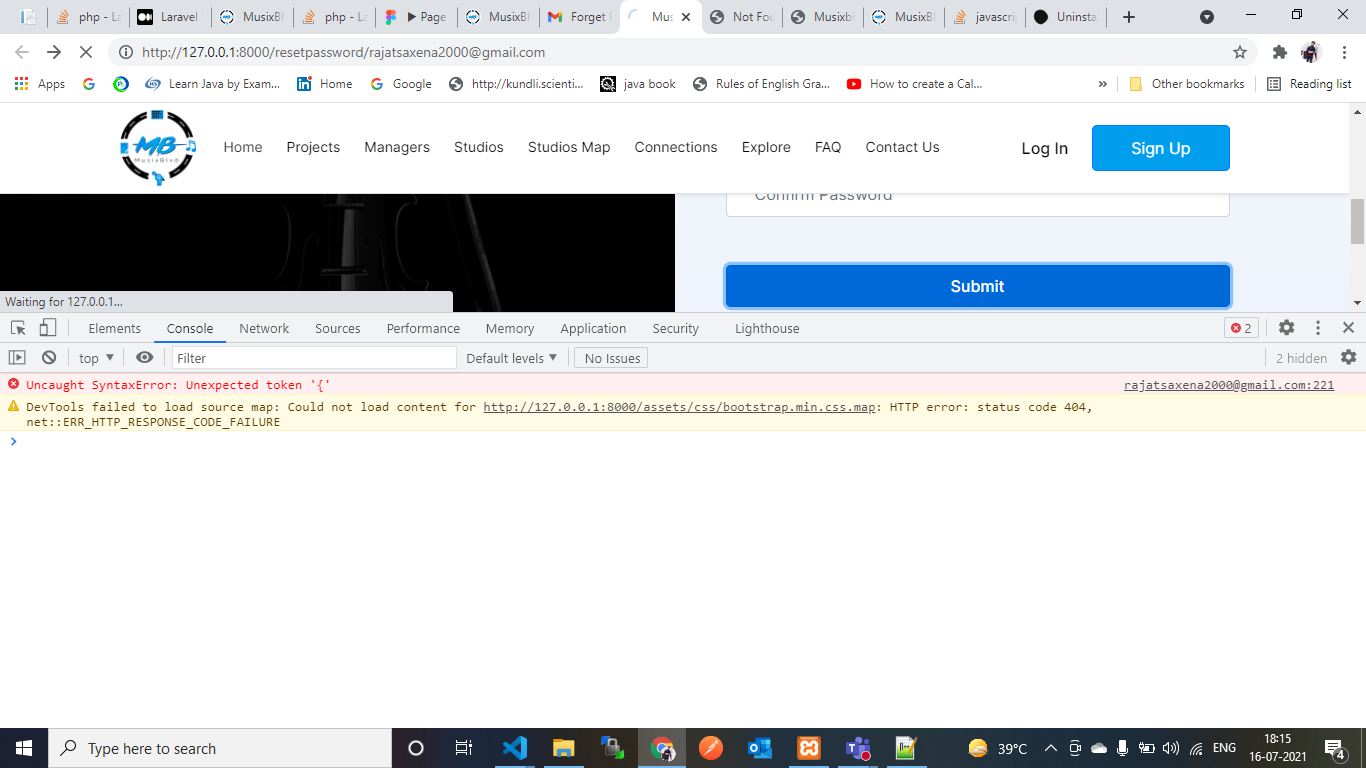 php - La
Laravel
MusixBl
php - La
Page
MusixBl
Forget
Mus
Not Fou
Musixbl
MusixBl
javascri
Uninsta
http://127.0.0.1:8000/resetpassword/rajatsaxena2000@gmail.com
Apps Learn Java by Exam... Home Google http://kundli.scienti... java book Rules of English Gra... How to create a Cal... » Other bookmarks Reading list
MB
MusixBlvd
Home Projects Managers Studios Studios Map Connections Explore FAQ Contact Us Log In Sign Up
Confirm Password
Submit
Waiting for 127.0.0.1...
Elements Console Network Sources Performance Memory Application Security Lighthouse 2
top Filter Default levels No Issues 2 hidden
Uncaught SyntaxError: Unexpected token '{' rajatsaxena2000@gmail.com:221
DevTools failed to load source map: Could not load content for http://127.0.0.1:8000/assets/css/bootstrap.min.css.map: HTTP error: status code 404,
net::ERR_HTTP_RESPONSE_CODE_FAILURE
Type here to search
39°C
ENG
18:15
16-07-2021
4